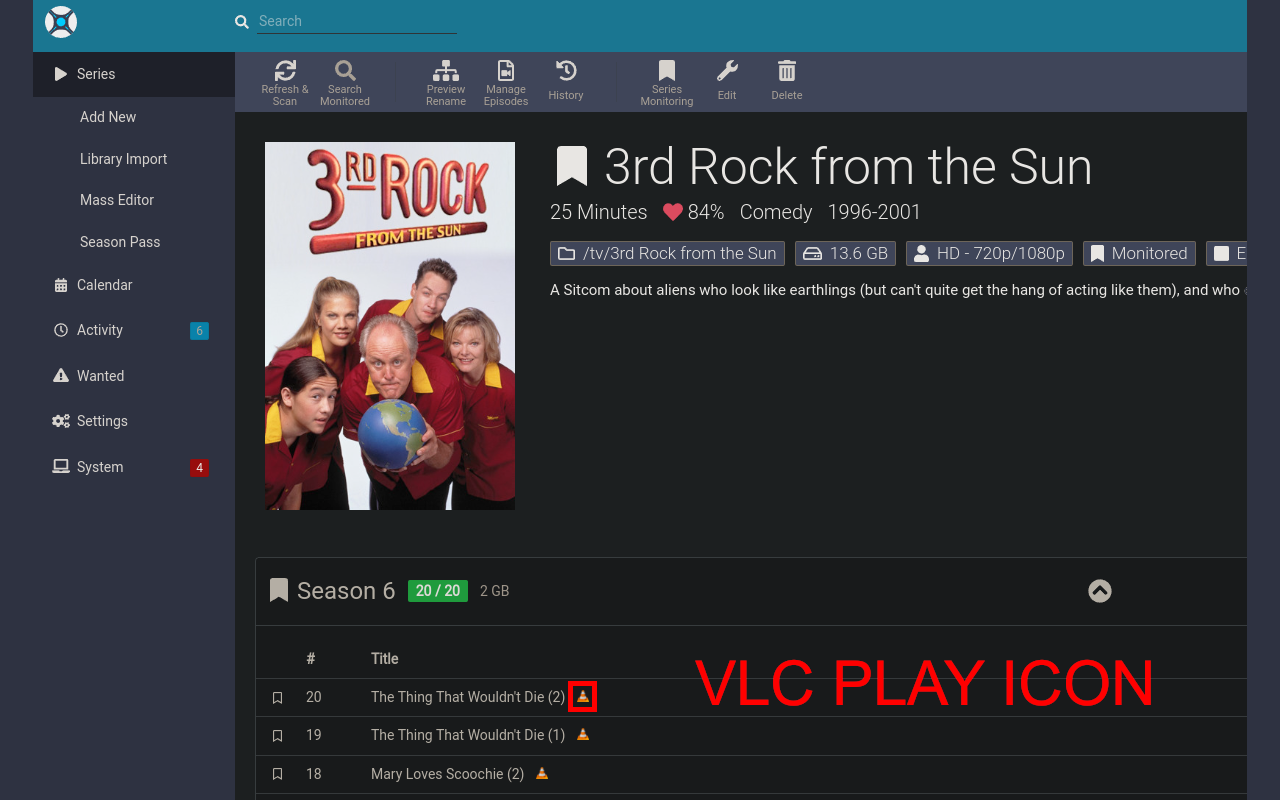 Search
Series
Add New
Library Import
Mass Editor
Season Pass
Calendar
Activity 6
Wanted
Settings
System 4
Refresh & Scan
Search Monitored
Preview Rename
Manage Episodes
History
Series Monitoring
Edit
Delete
3RD ROCK
FROM THE SUN
3rd Rock from the Sun
25 Minutes 84% Comedy 1996-2001
/tv/3rd Rock from the Sun 13.6 GB HD - 720p/1080p Monitored E
A Sitcom about aliens who look like earthlings (but can't quite get the hang of acting like them), and who
Season 6 20 / 20 2 GB
# Title
VLC PLAY ICON
20 The Thing That Wouldn't Die (2)
19 The Thing That Wouldn't Die (1)
18 Mary Loves Scoochie (2)